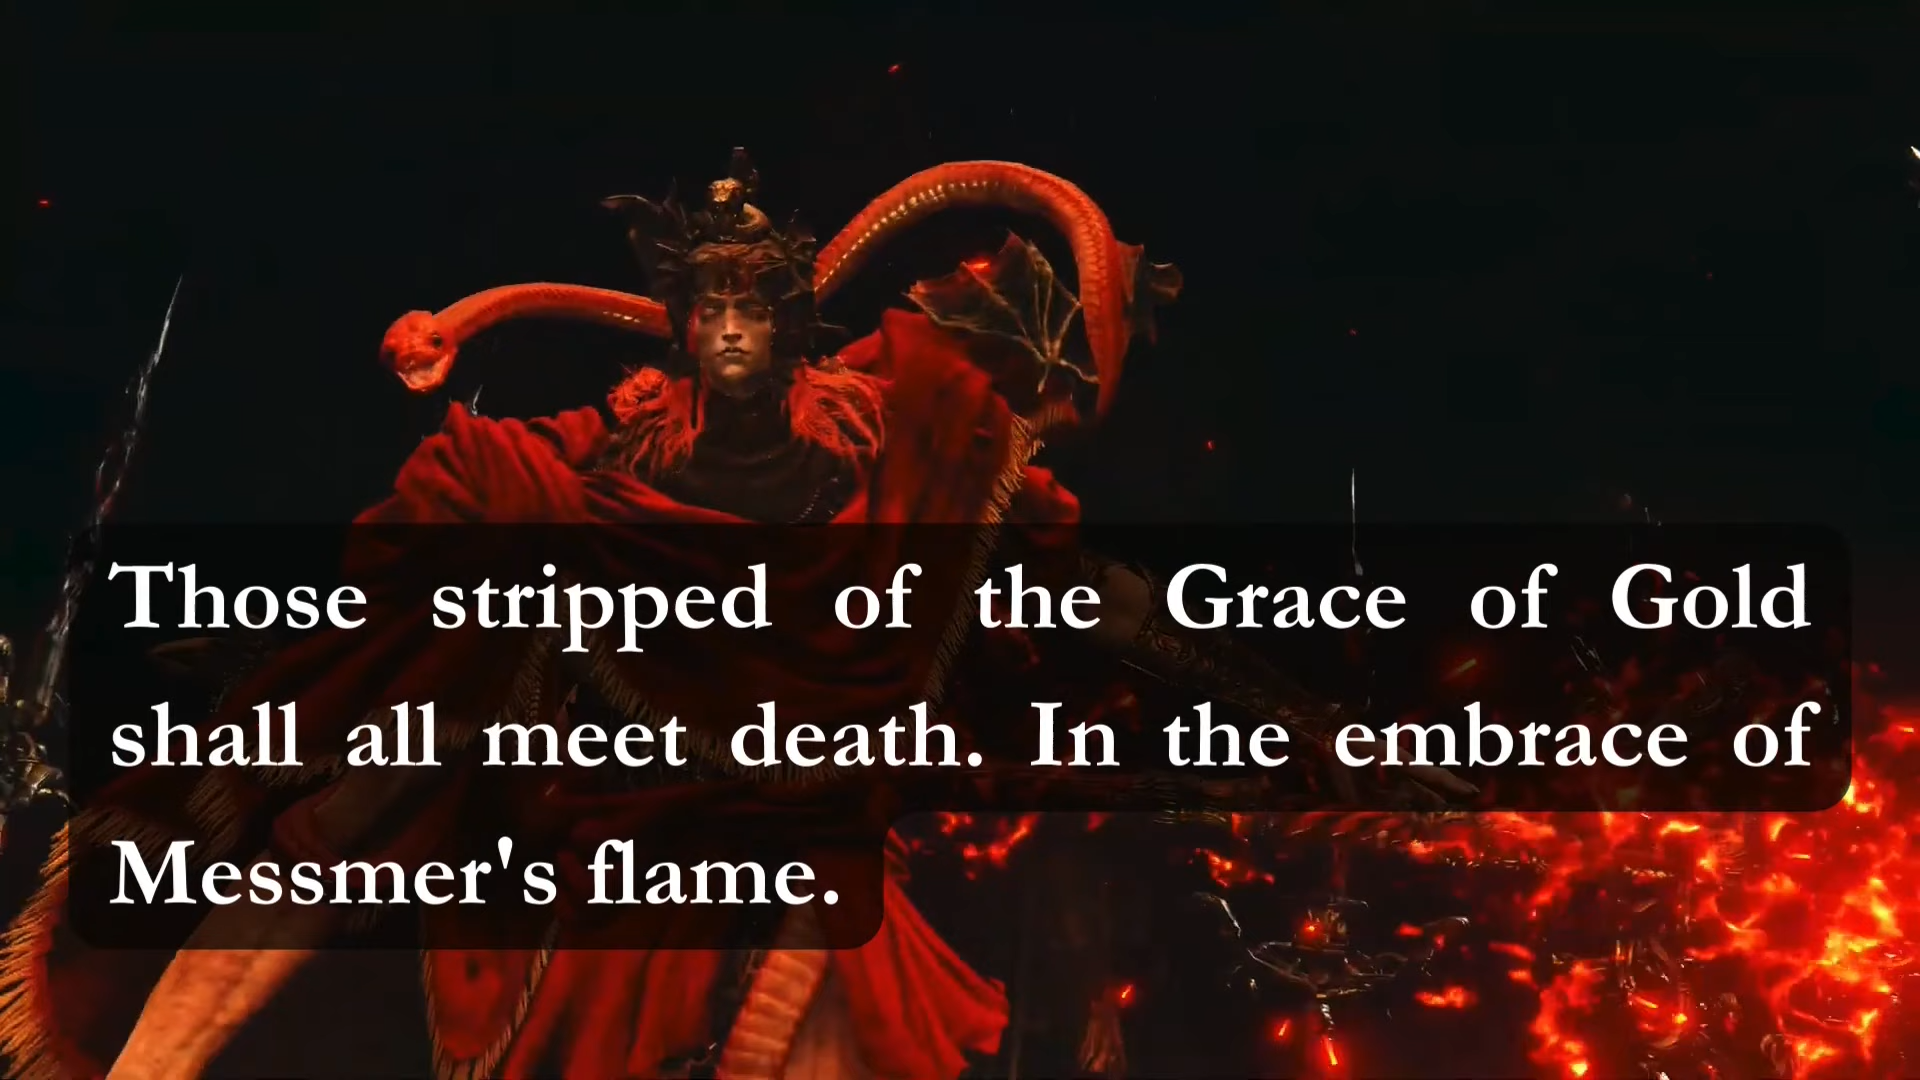 Those stripped of the Grace of Gold
shall all meet death. In the embrace of
Messmer's flame.